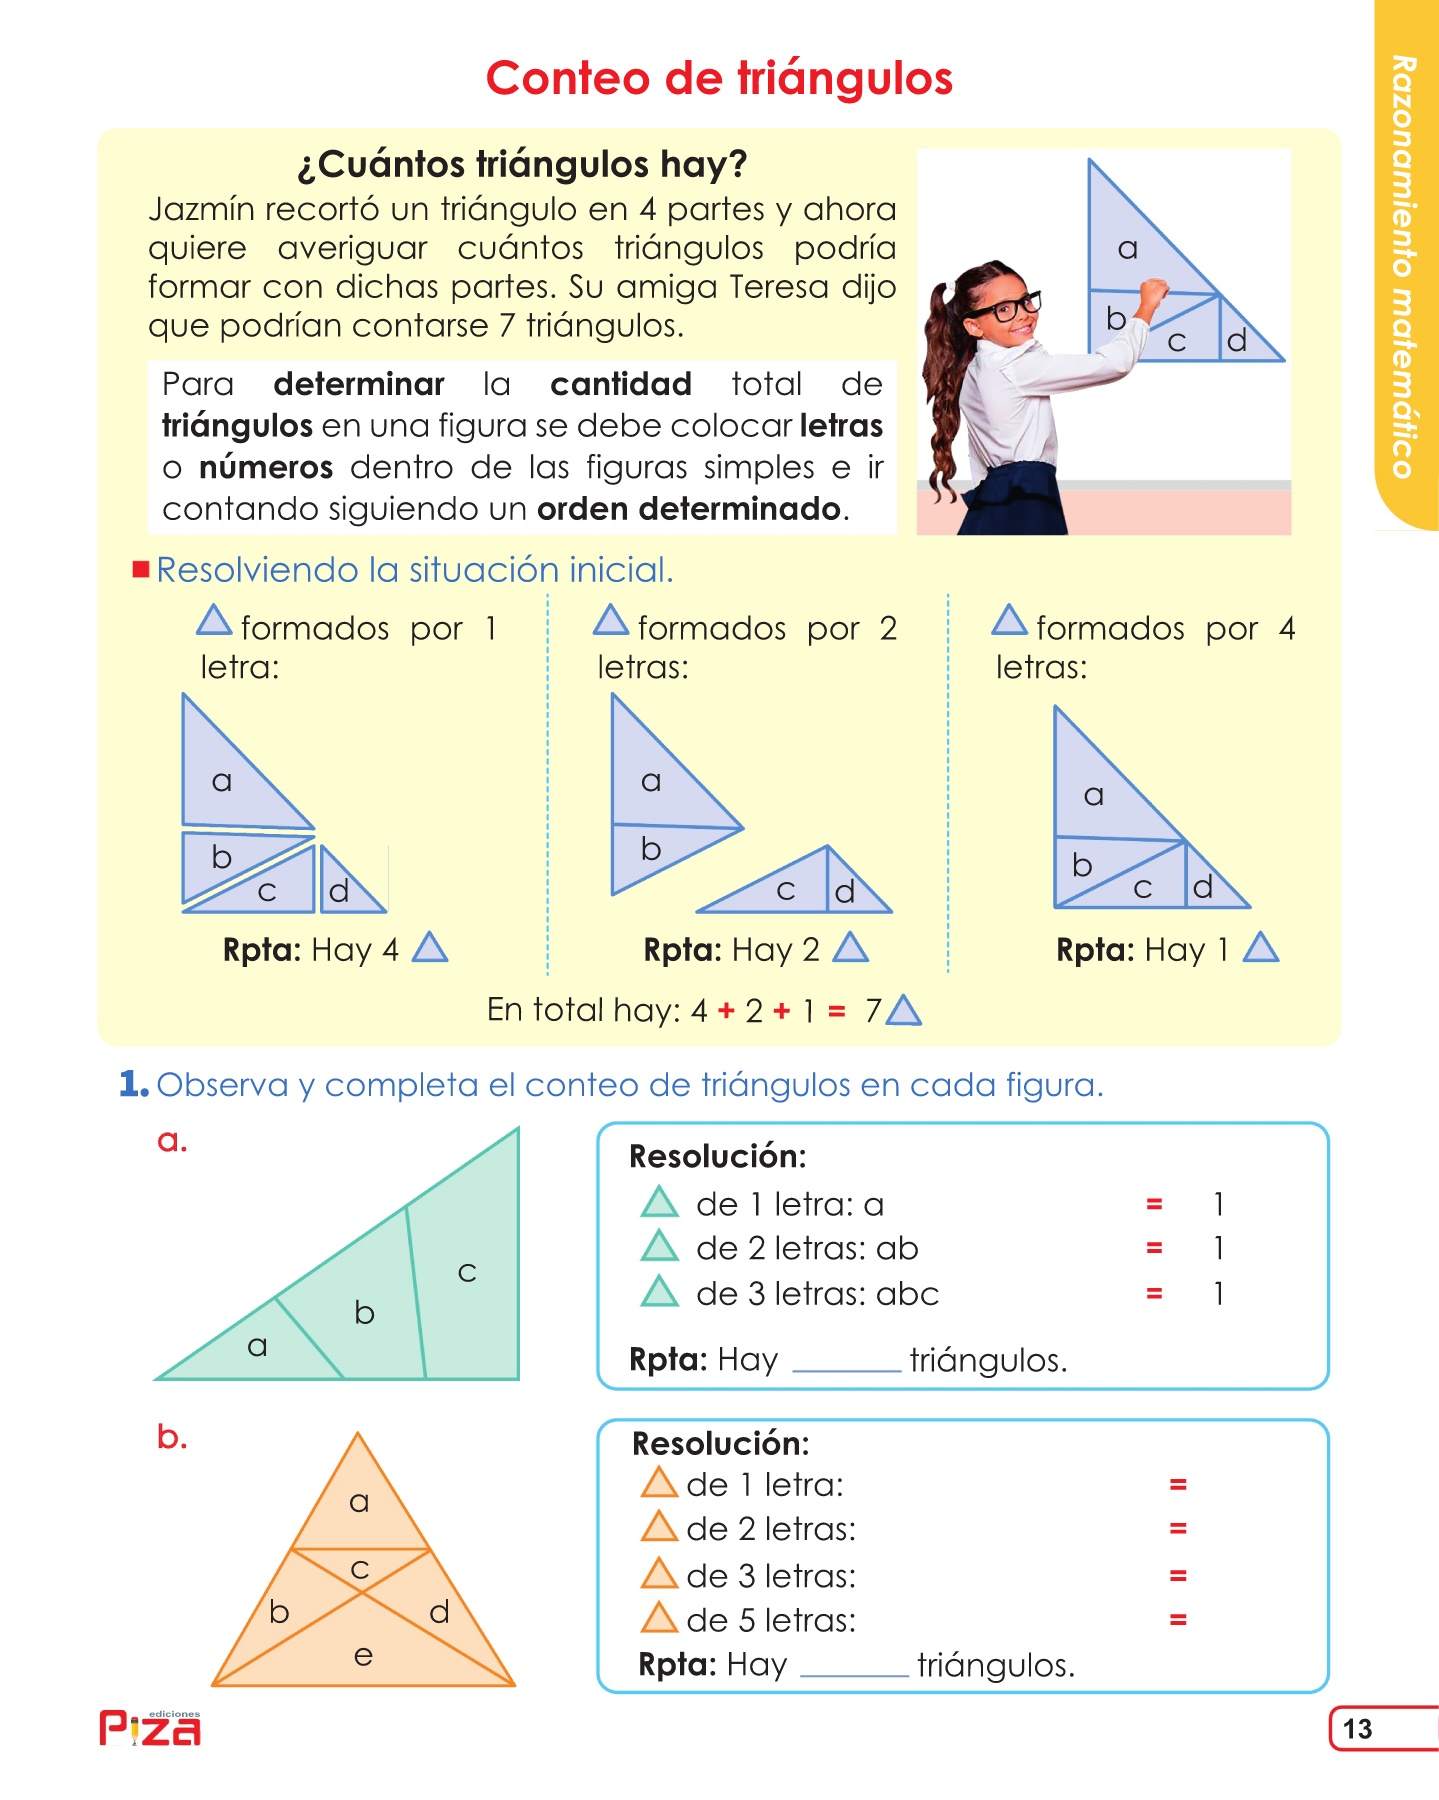 Conteo de triángulos
Razonamiento matemático
¿Cuántos triángulos hay?
Jazmín recortó un triángulo en 4 partes y ahora
quiere averiguar cuántos triángulos podría
formar con dichas partes. Su amiga Teresa dijo
que podrían contarse 7 triángulos.
a
b
c
d
Para determinar la cantidad total de
triángulos en una figura se debe colocar letras
o números dentro de las figuras simples e ir
contando siguiendo un orden determinado.
Resolviendo la situación inicial.
formados por 1
letra:
a
b
c
d
Rpta: Hay 4
formados por 2
letras:
a
b
c
d
Rpta: Hay 2
formados por 4
letras:
a
b
c
d
Rpta: Hay 1
En total hay: 4 + 2 + 1 = 7
1. Observa y completa el conteo de triángulos en cada figura.
a.
a
b
c
Resolución:
de 1 letra: a = 1
de 2 letras: ab = 1
de 3 letras: abc = 1
Rpta: Hay ______ triángulos.
b.
a
c
b
d
e
Resolución:
de 1 letra: =
de 2 letras: =
de 3 letras: =
de 5 letras: =
Rpta: Hay ______ triángulos.
ediciones
Piza
13